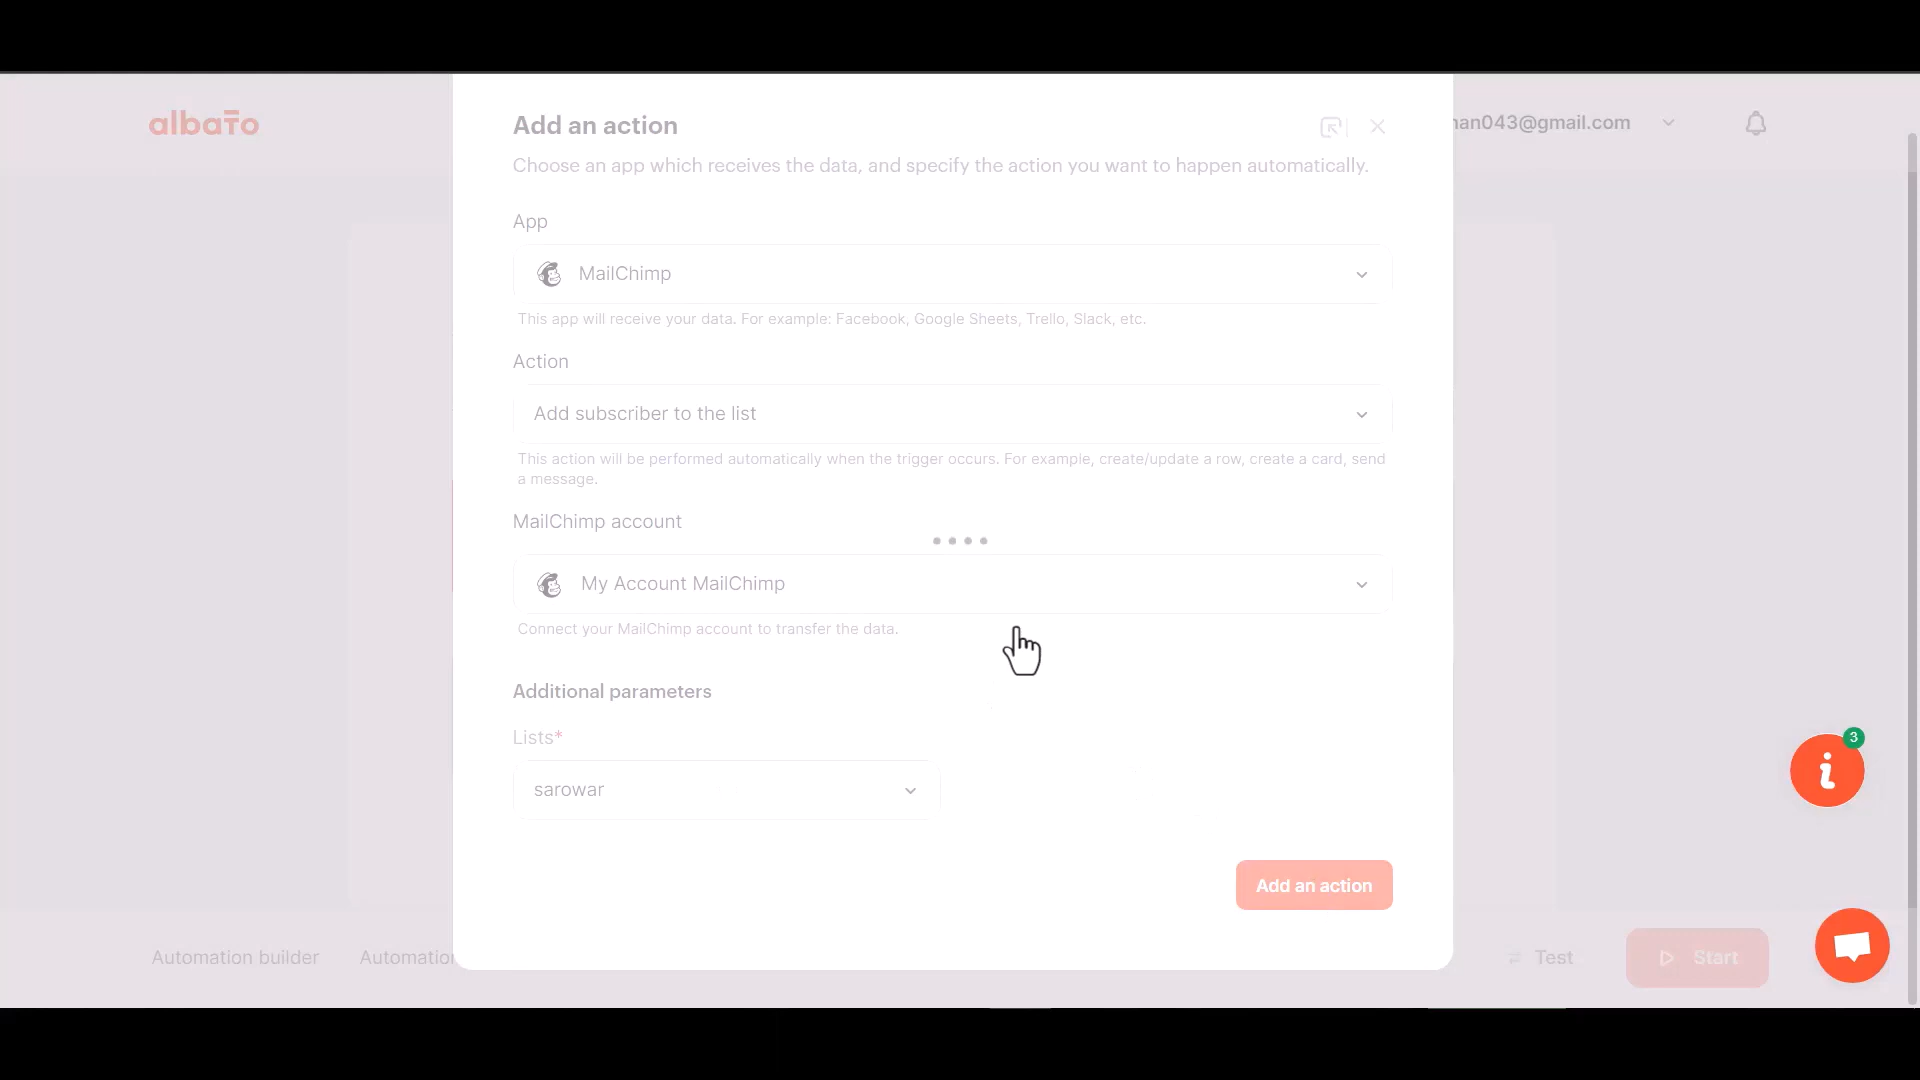 albato
Add an action
Choose an app which receives the data, and specify the action you want to happen automatically.
nan043@gmail.com
App
MailChimp
This app will receive your data. For example: Facebook, Google Sheets, Trello, Slack, etc.
Action
Add subscriber to the list
This action will be performed automatically when the trigger occurs. For example, create/update a row, create a card, send
a message.
MailChimp account
My Account MailChimp
Connect your MailChimp account to transfer the data.
Additional parameters
Lists*
sarowar
3
Add an action
Automation builder
Automation
Test
Start